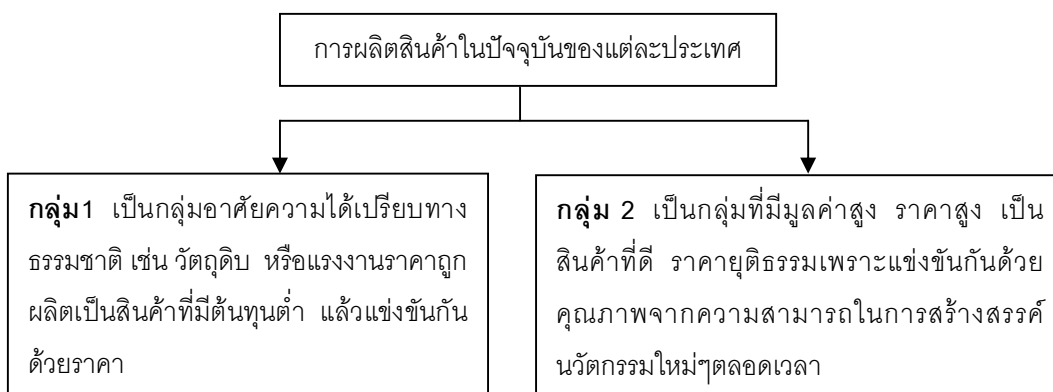 การผลิตสินค้าในปัจจุบันของแต่ละประเทศ
กลุ่ม1 เป็นกลุ่มอาศัยความได้เปรียบทาง
ธรรมชาติ เช่น วัตถุดิบ หรือแรงงานราคาถูก
ผลิตเป็นสินค้าที่มีต้นทุนต่ำ แล้วแข่งขันกัน
ด้วยราคา
กลุ่ม 2 เป็นกลุ่มที่มีมูลค่าสูง ราคาสูง เป็น
สินค้าที่ดี ราคายุติธรรมเพราะแข่งขันกันด้วย
คุณภาพจากความสามารถในการสร้างสรรค์
นวัตกรรมใหม่ๆตลอดเวลา